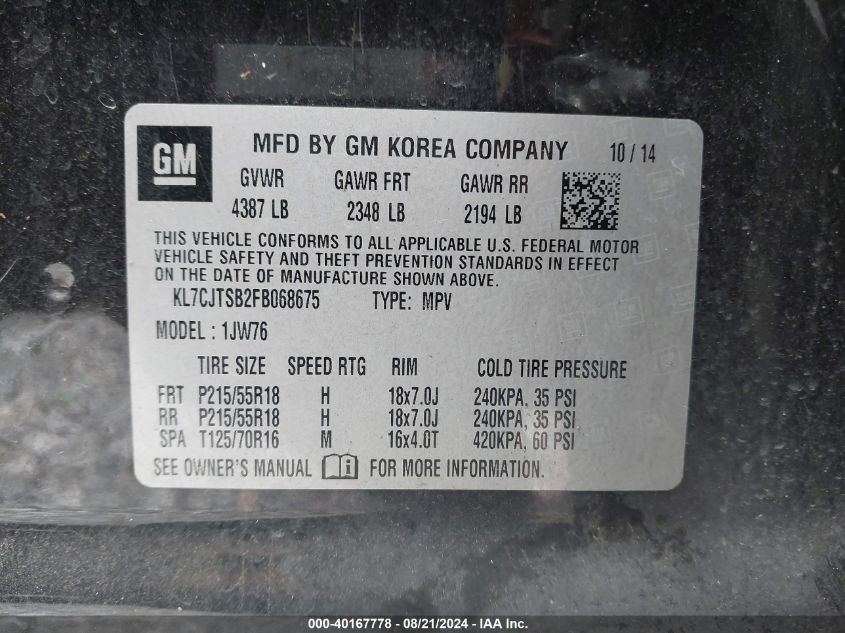 GM MFD BY GM KOREA COMPANY 10 / 14
GVWR GAWR FRT GAWR RR
4387 LB 2348 LB 2194 LB
THIS VEHICLE CONFORMS TO ALL APPLICABLE U.S. FEDERAL MOTOR
VEHICLE SAFETY AND THEFT PREVENTION STANDARDS IN EFFECT
ON THE DATE OF MANUFACTURE SHOWN ABOVE.
KL7CJTSB2FB068675 TYPE: MPV
MODEL : 1JW76
TIRE SIZE SPEED RTG RIM COLD TIRE PRESSURE
FRT P215/55R18 H 18x7.0J 240KPA, 35 PSI
RR P215/55R18 H 18x7.0J 240KPA, 35 PSI
SPA T125/70R16 M 16x4.0T 420KPA, 60 PSI
SEE OWNER'S MANUAL i FOR MORE INFORMATION.
000-40167778 - 08/21/2024 - IAA Inc.